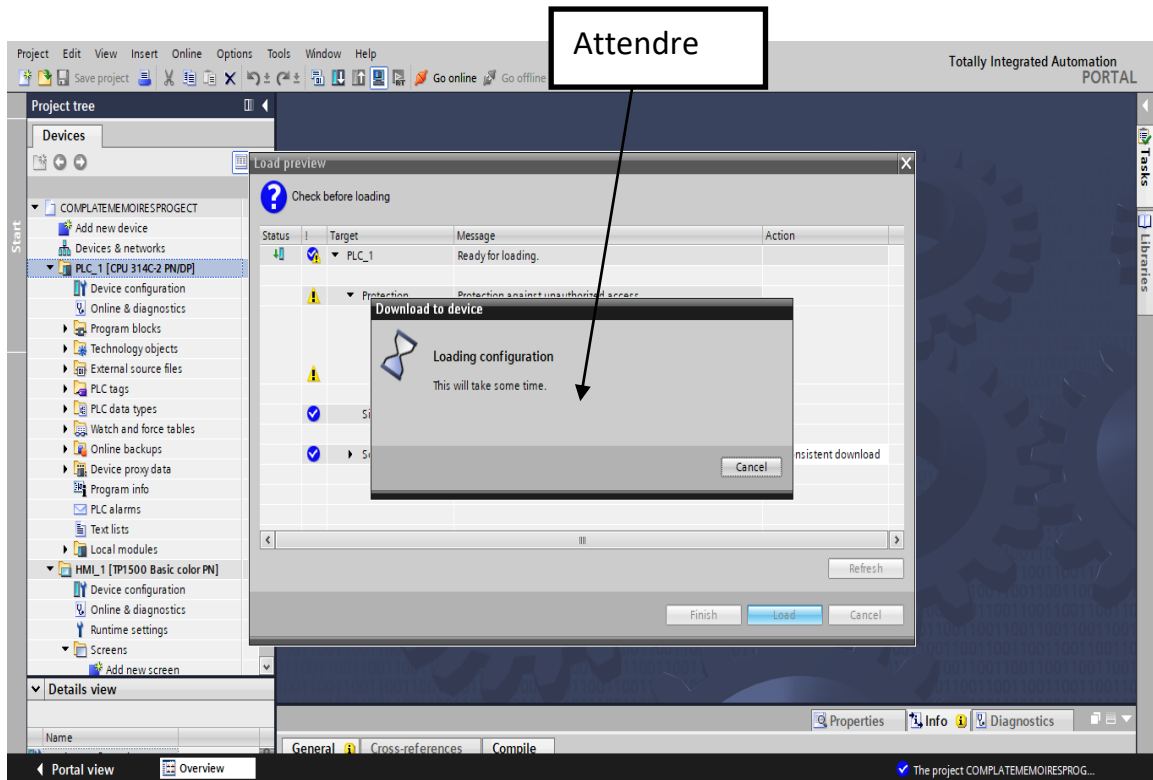 Attendre
Project Edit View Insert Online Options Tools Window Help
Totally Integrated Automation
PORTAL
Save project
Go online
Go offline
Project tree
Devices
Start
COMPLATEMEMOIRESPROGECT
Add new device
Devices & networks
PLC_1 [CPU 314C-2 PN/DP]
Device configuration
Online & diagnostics
Program blocks
Technology objects
External source files
PLC tags
PLC data types
Watch and force tables
Online backups
Device proxy data
Program info
PLC alarms
Text lists
Local modules
HMI_1 [TP1500 Basic color PN]
Device configuration
Online & diagnostics
Runtime settings
Screens
Add new screen
Details view
Name
Load preview
Check before loading
Status ! Target Message Action
PLC_1 Ready for loading.
Protection Protection against unauthorized access
Si
So
nsistent download
Download to device
Loading configuration
This will take some time.
Cancel
Refresh
Finish Load Cancel
Tasks
Libraries
Properties Info Diagnostics
General Cross-references Compile
Portal view Overview
The project COMPLATEMEMOIRESPROG...